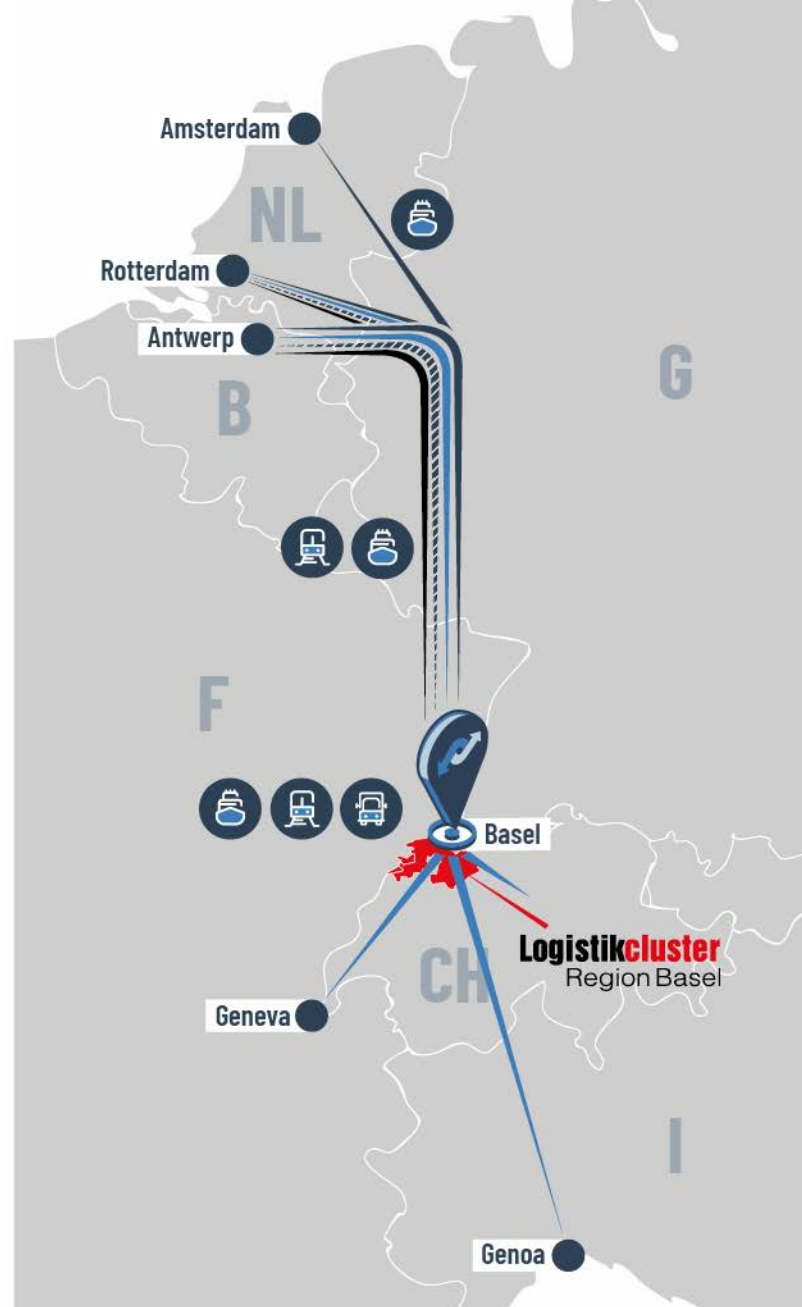 Amsterdam
NL
Rotterdam
Antwerp
G
B
F
Basel
Logistikcluster
Region Basel
CH
Geneva
I
Genoa